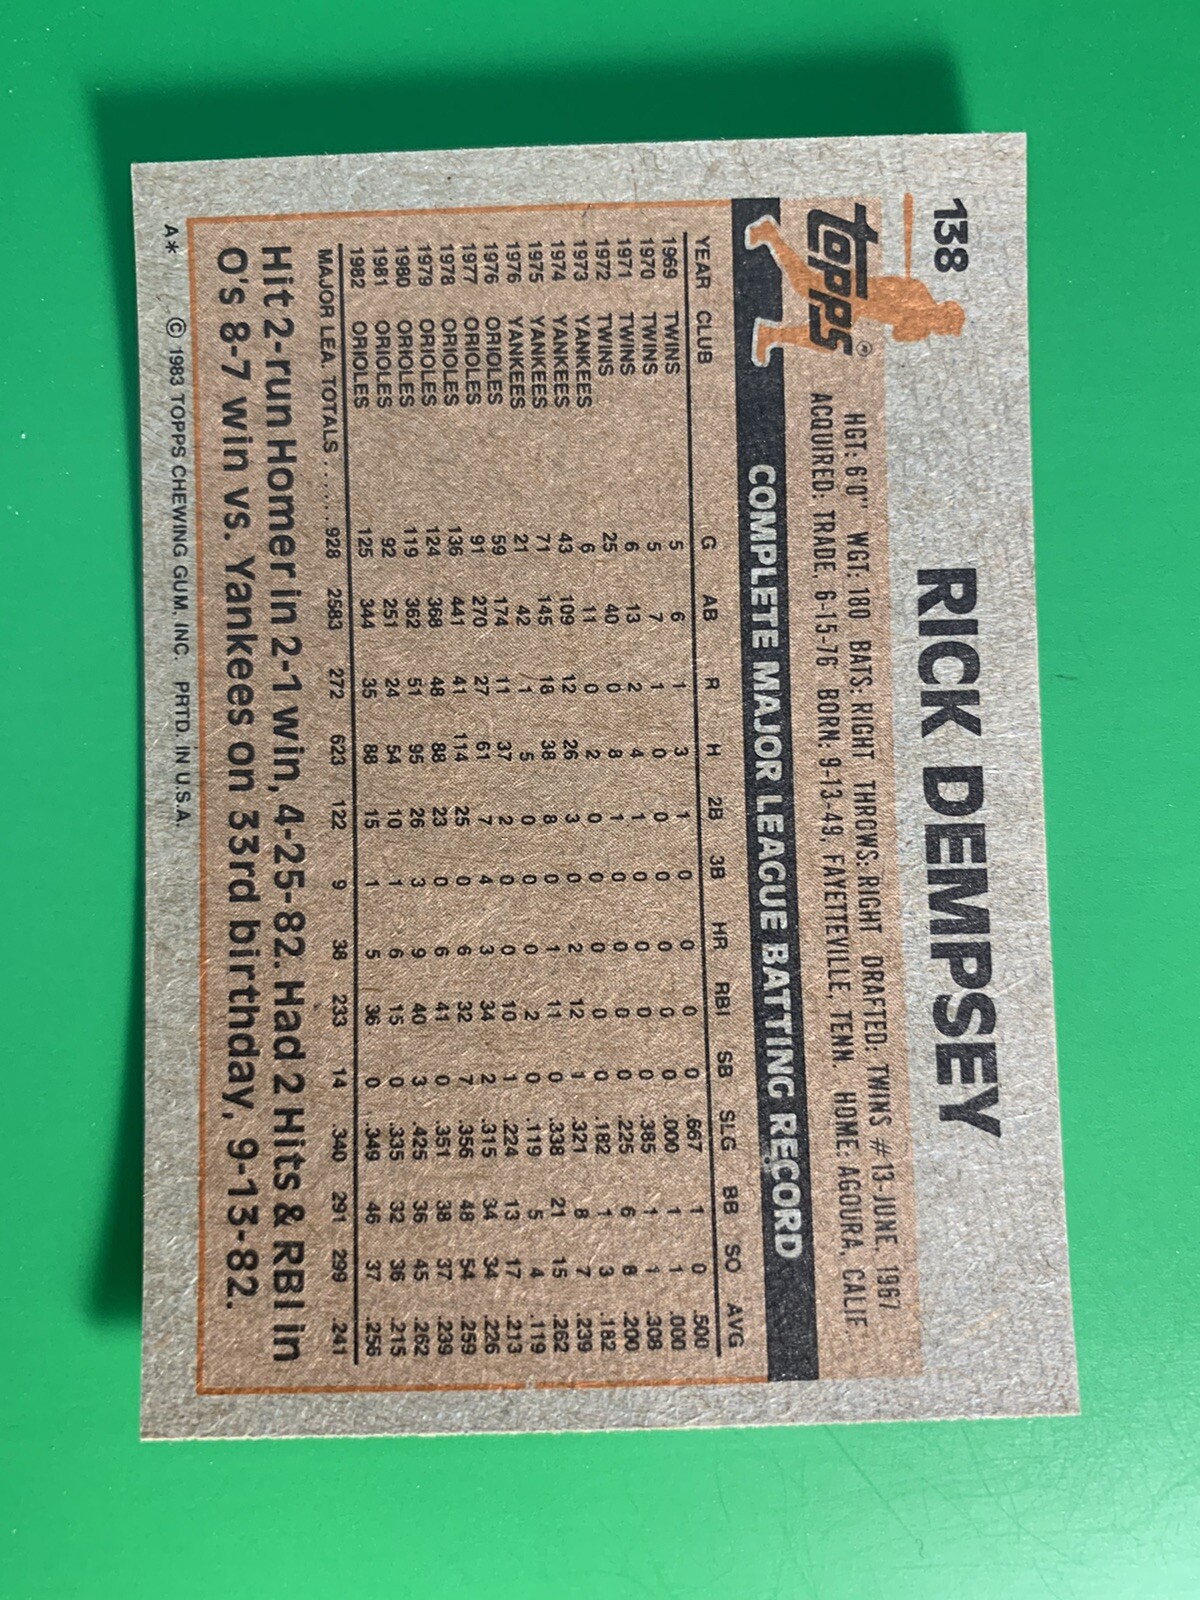 138 RICK DEMPSEY
TOPPS®
HGT: 6'0" WGT: 180 BATS: RIGHT THROWS: RIGHT DRAFTED: TWINS #13-JUNE, 1967
ACQUIRED: TRADE, 6-15-76 BORN: 9-13-49, FAYETTEVILLE, TENN. HOME: AGOURA, CALIF.
COMPLETE MAJOR LEAGUE BATTING RECORD
YEAR CLUB G AB R H 2B 3B HR RBI SB SLG BB SO AVG
1969 TWINS 5 6 1 3 1 0 0 0 0 .667 1 0 .500
1970 TWINS 5 7 1 0 0 0 0 0 0 .000 1 1 .000
1971 TWINS 6 13 2 4 1 0 0 0 0 .385 1 1 .308
1972 TWINS 25 40 0 8 1 0 0 0 0 .225 6 8 .200
1973 YANKEES 6 11 0 2 0 0 0 0 0 .182 1 3 .182
1974 YANKEES 43 109 12 26 3 0 2 12 1 .321 8 7 .239
1975 YANKEES 71 145 18 38 8 0 1 11 0 .338 21 15 .262
1976 YANKEES 21 42 1 5 0 0 0 2 0 .119 5 4 .119
1976 ORIOLES 59 174 11 37 2 0 0 10 1 .224 13 17 .213
1977 ORIOLES 91 270 27 61 7 4 3 34 2 .315 34 34 .226
1978 ORIOLES 136 441 41 114 25 0 6 32 7 .356 48 54 .259
1979 ORIOLES 124 368 48 88 23 0 6 41 0 .351 38 37 .239
1980 ORIOLES 119 362 51 95 26 3 9 40 3 .425 36 45 .262
1981 ORIOLES 92 251 24 54 10 1 6 15 0 .335 32 36 .215
1982 ORIOLES 125 344 35 88 15 1 5 36 0 .349 46 37 .256
MAJOR LEA. TOTALS ...... 928 2583 272 623 122 9 38 233 14 .340 291 299 .241
Hit 2-run Homer in 2-1 win, 4-25-82. Had 2 Hits & RBI in
O's 8-7 win vs. Yankees on 33rd birthday, 9-13-82.
A* © 1983 TOPPS CHEWING GUM, INC. PRTD. IN U.S.A.